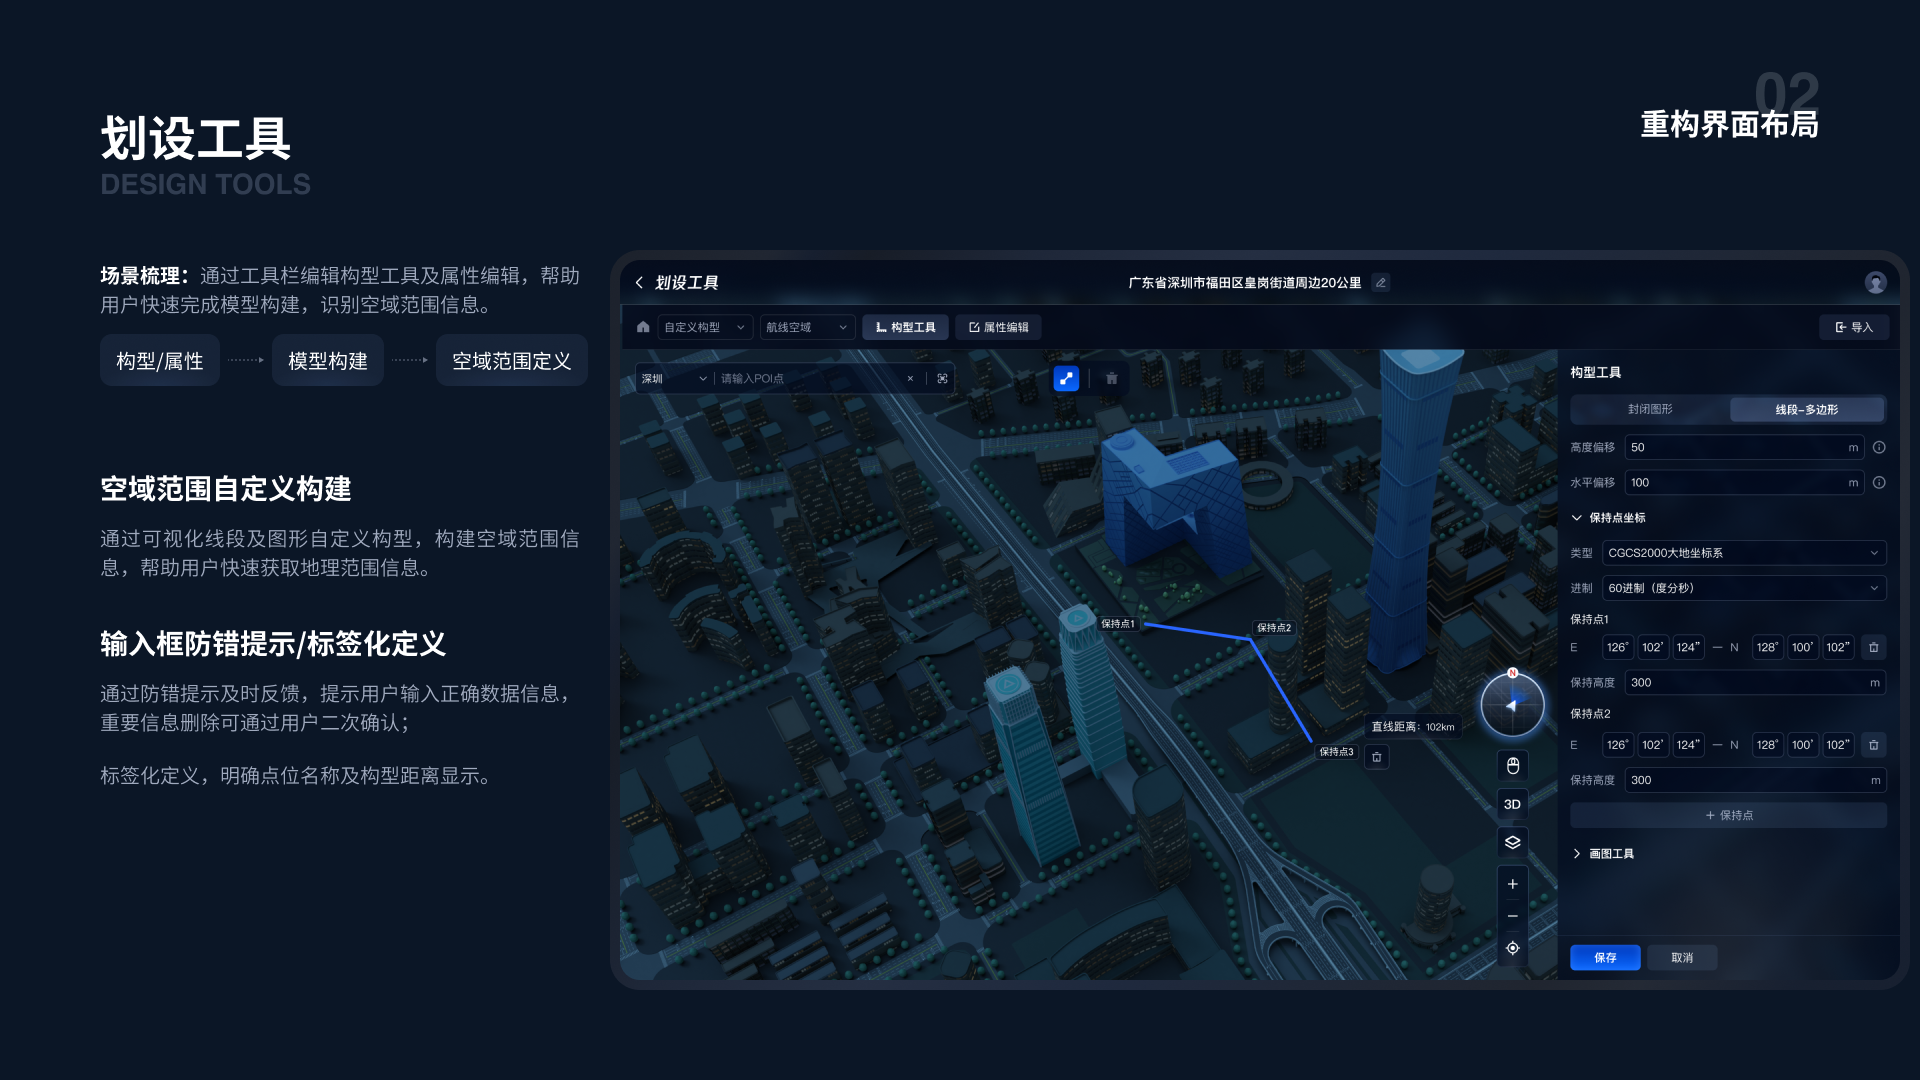 02
重构界面布局
划设工具
DESIGN TOOLS
场景梳理：通过工具栏编辑构型工具及属性编辑，帮助
用户快速完成模型构建，识别空域范围信息。
构型/属性
模型构建
空域范围定义
空域范围自定义构建
通过可视化线段及图形自定义构型，构建空域范围信
息，帮助用户快速获取地理范围信息。
输入框防错提示/标签化定义
通过防错提示及时反馈，提示用户输入正确数据信息，
重要信息删除可通过用户二次确认；
标签化定义，明确点位名称及构型距离显示。
划设工具
广东省深圳市福田区皇岗街道周边20公里
自定义构型
航线空域
构型工具
属性编辑
导入
深圳
请输入POI点
保持点1
保持点2
保持点3
直线距离：102km
N
3D
构型工具
封闭图形
线段-多边形
高度偏移 50 m
水平偏移 100 m
保持点坐标
类型 CGCS2000大地坐标系
进制 60进制（度分秒）
保持点1
E 126° 102’ 124” — N 128° 100’ 102”
保持高度 300 m
保持点2
E 126° 102’ 124” — N 128° 100’ 102”
保持高度 300 m
+ 保持点
画图工具
保存
取消